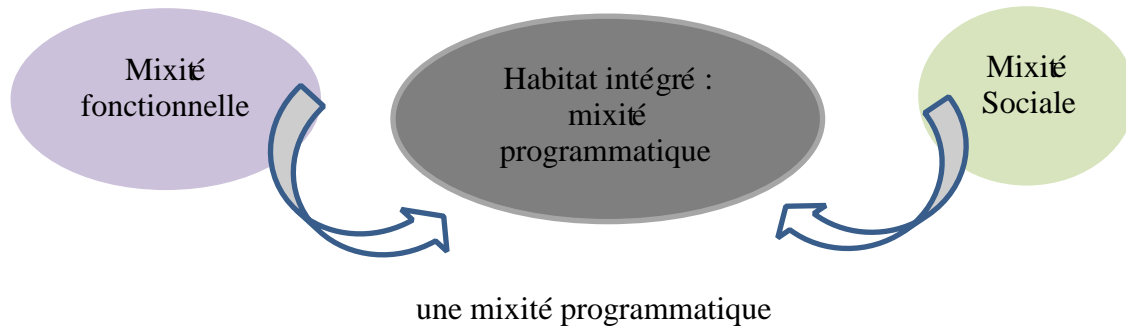 Mixité
fonctionnelle
Habitat intégré :
mixité
programmatique
Mixité
Sociale
une mixité programmatique